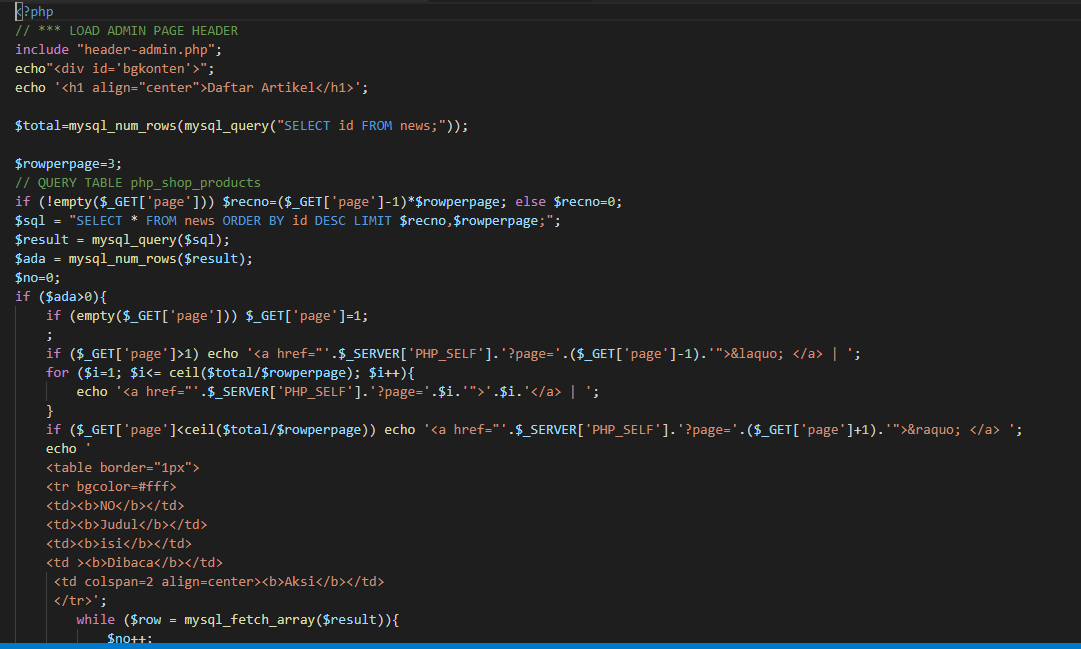 <?php
// *** LOAD ADMIN PAGE HEADER
include "header-admin.php";
echo"<div id='bgkonten'>";
echo '<h1 align="center">Daftar Artikel</h1>';
$total=mysql_num_rows(mysql_query("SELECT id FROM news;"));
$rowperpage=3;
// QUERY TABLE php_shop_products
if (!empty($_GET['page'])) $recno=($_GET['page']-1)*$rowperpage; else $recno=0;
$sql = "SELECT * FROM news ORDER BY id DESC LIMIT $recno,$rowperpage;";
$result = mysql_query($sql);
$ada = mysql_num_rows($result);
$no=0;
if ($ada>0){
    if (empty($_GET['page'])) $_GET['page']=1;
    ;
    if ($_GET['page']>1) echo '<a href="'.$_SERVER['PHP_SELF'].'?page='.($_GET['page']-1).'">&laquo; </a> | ';
    for ($i=1; $i<= ceil($total/$rowperpage); $i++){
        echo '<a href="'.$_SERVER['PHP_SELF'].'?page='.$i.'">'.$i.'</a> | ';
    }
    if ($_GET['page']<ceil($total/$rowperpage)) echo '<a href="'.$_SERVER['PHP_SELF'].'?page='.($_GET['page']+1).'">&raquo; </a> ';
    echo '
    <table border="1px">
    <tr bgcolor=#fff>
    <td><b>NO</b></td>
    <td><b>Judul</b></td>
    <td><b>isi</b></td>
    <td ><b>Dibaca</b></td>
     <td colspan=2 align=center><b>Aksi</b></td>
     </tr>';
        while ($row = mysql_fetch_array($result)){
            $no++;